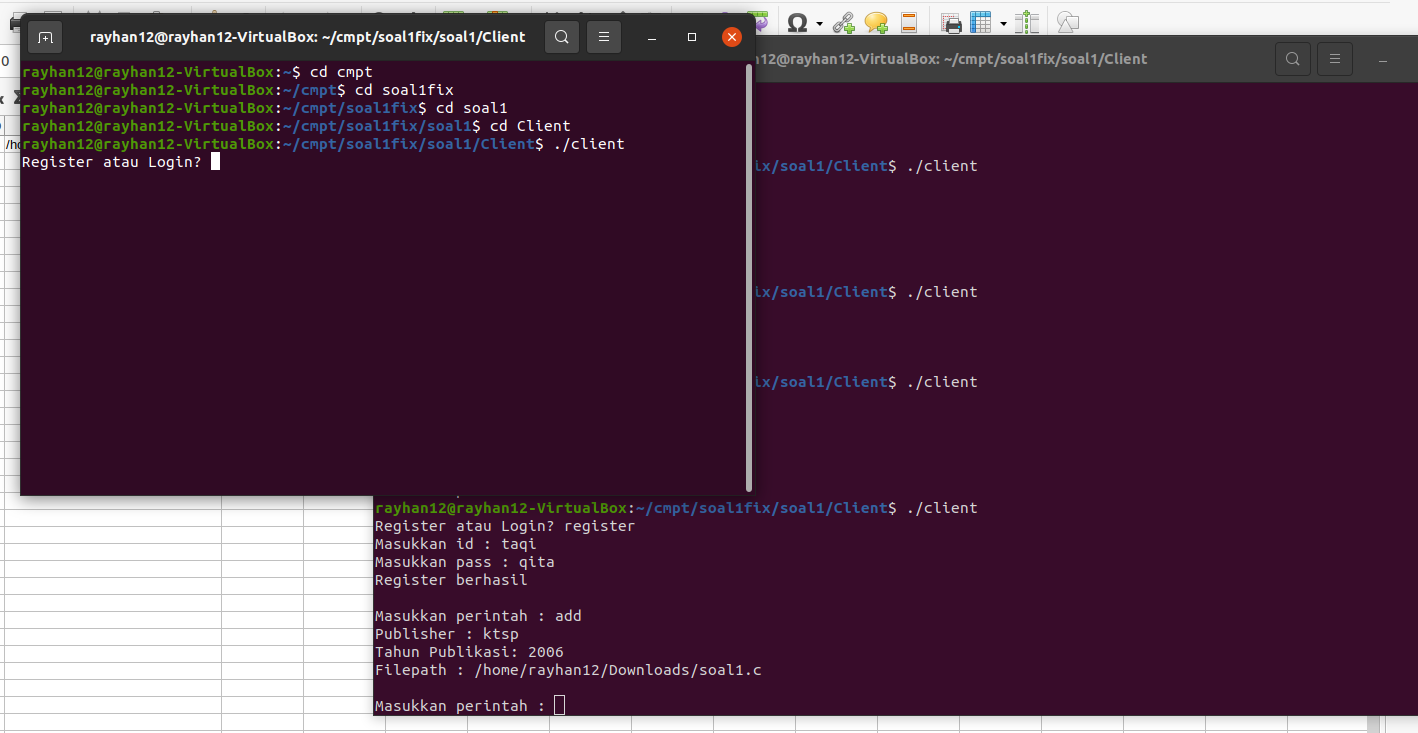 rayhan12@rayhan12-VirtualBox: ~/cmpt/soal1fix/soal1/Client
rayhan12@rayhan12-VirtualBox:~$ cd cmpt
rayhan12@rayhan12-VirtualBox:~/cmpt$ cd soal1fix
rayhan12@rayhan12-VirtualBox:~/cmpt/soal1fix$ cd soal1
rayhan12@rayhan12-VirtualBox:~/cmpt/soal1fix/soal1$ cd Client
rayhan12@rayhan12-VirtualBox:~/cmpt/soal1fix/soal1/Client$ ./client
Register atau Login?
12@rayhan12-VirtualBox: ~/cmpt/soal1fix/soal1/Client
ix/soal1/Client$ ./client
ix/soal1/Client$ ./client
ix/soal1/Client$ ./client
rayhan12@rayhan12-VirtualBox:~/cmpt/soal1fix/soal1/Client$ ./client
Register atau Login? register
Masukkan id : taqi
Masukkan pass : qita
Register berhasil
Masukkan perintah : add
Publisher : ktsp
Tahun Publikasi: 2006
Filepath : /home/rayhan12/Downloads/soal1.c
Masukkan perintah :
0
/ho